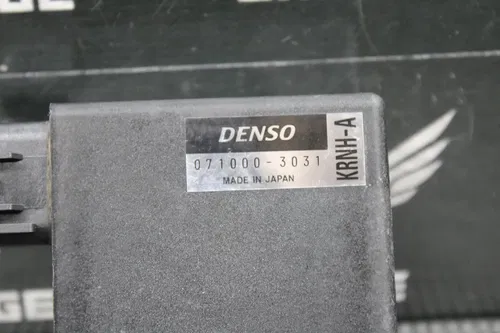 DENSO
071000-3031
MADE IN JAPAN
KRNH-A